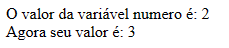 O valor da variável numero é: 2
Agora seu valor é: 3